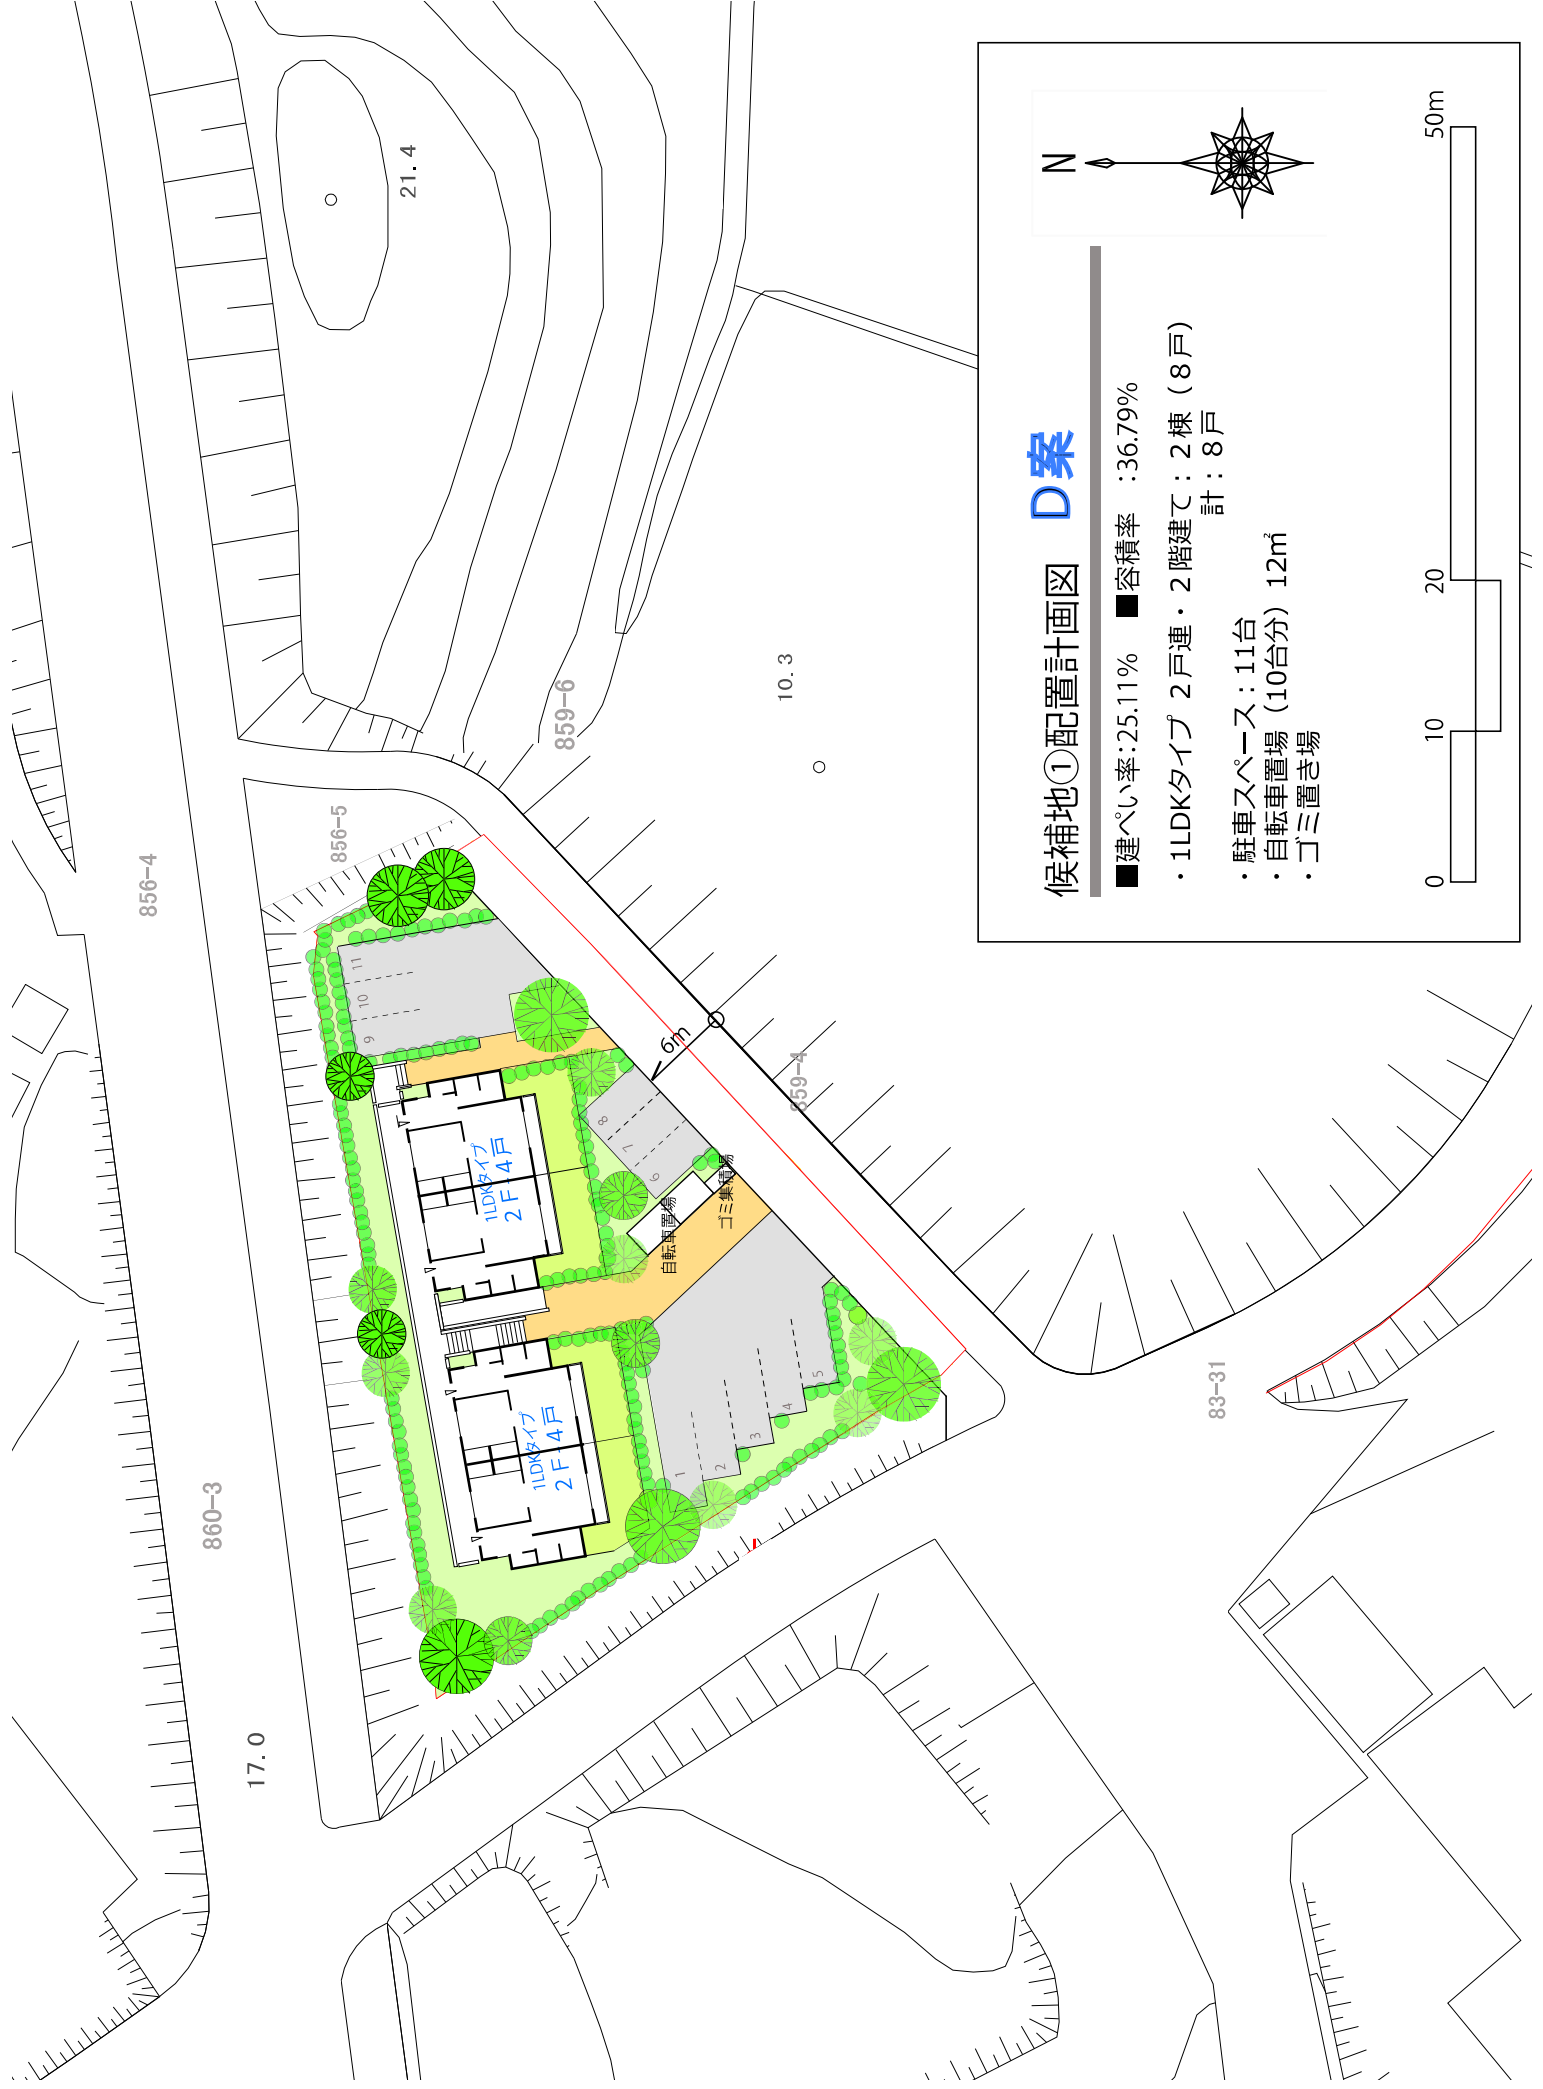 候補地①配置計画図　D案
■建ぺい率：25.11%　■容積率　：36.79%
・1LDKタイプ ２戸連・２階建て：２棟（８戸）
計：８戸
・駐車スペース：11台
・自転車置場（10台分）12㎡
・ゴミ置き場
N
0
10
20
50m
21.4
856-4
856-5
859-6
10.3
859-4
6m
11
10
9
8
7
6
1LDKタイプ
２F・4戸
自転車置場
ゴミ集積場
1LDKタイプ
２F・4戸
1
2
3
4
5
860-3
83-31
17.0